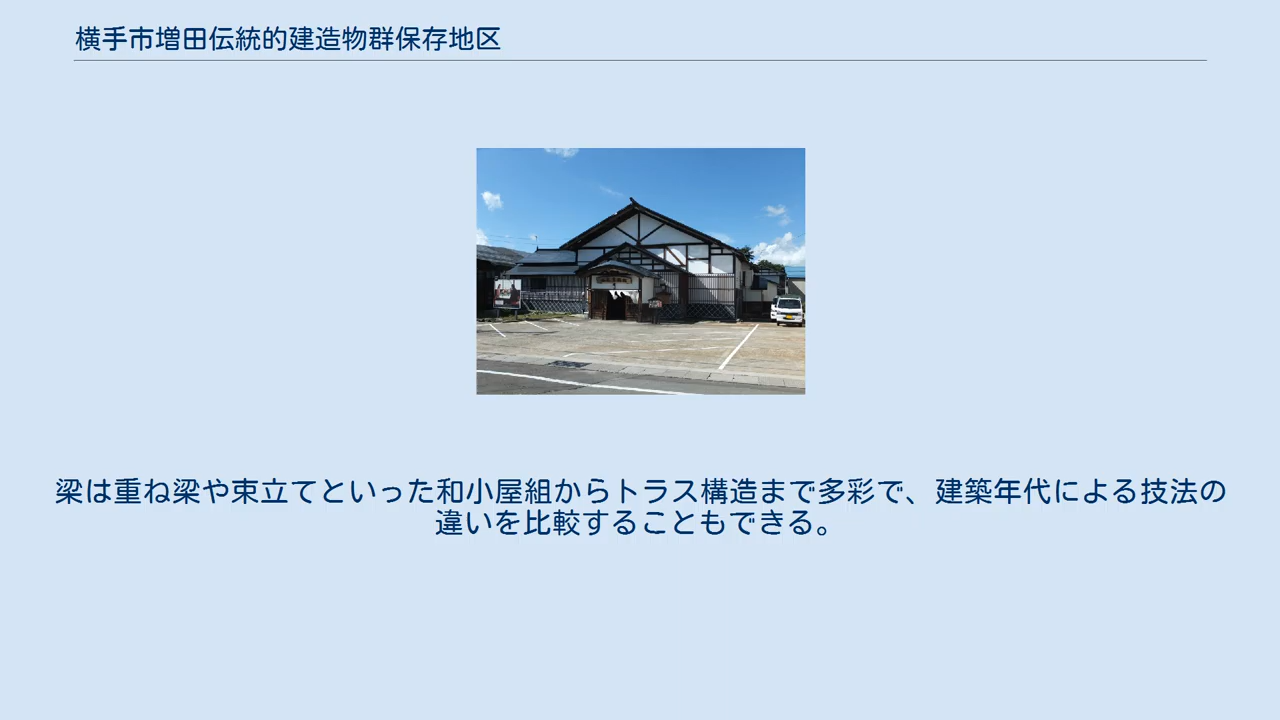 横手市増田伝統的建造物群保存地区
梁は重ね梁や束立てといった和小屋組からトラス構造まで多彩で、建築年代による技法の
違いを比較することもできる。